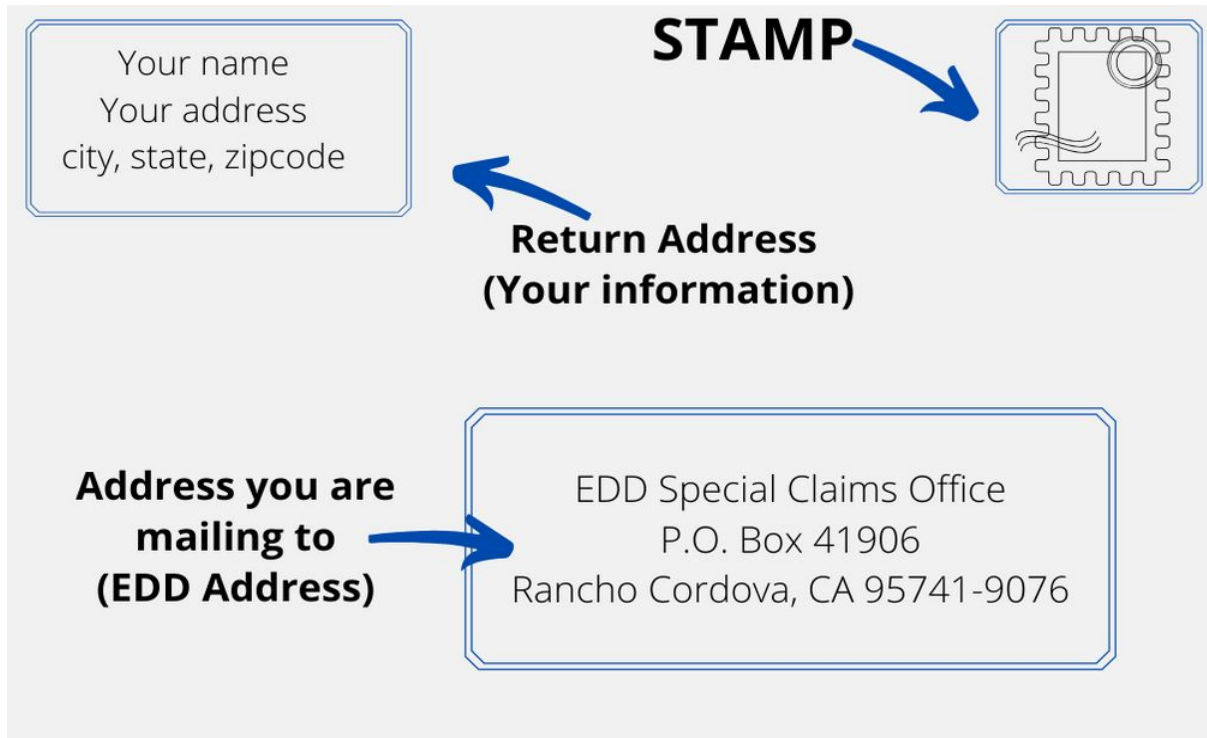 Your name
Your address
city, state, zipcode
STAMP
Return Address
(Your information)
Address you are
mailing to
(EDD Address)
EDD Special Claims Office
P.O. Box 41906
Rancho Cordova, CA 95741-9076